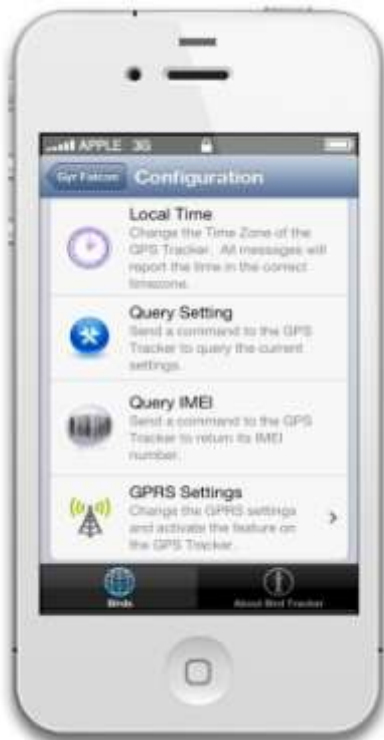 APPLE 3G
Gyr Falcon
Configuration
Local Time
Change the Time Zone of the
GPS Tracker. All messages will
report the time in the correct
timezone.
Query Setting
Send a command to the GPS
Tracker to query the current
settings.
Query IMEI
Send a command to the GPS
Tracker to return its IMEI
number.
GPRS Settings
Change the GPRS settings
and activate the feature on
the GPS Tracker.
Birds
About Bird Tracker